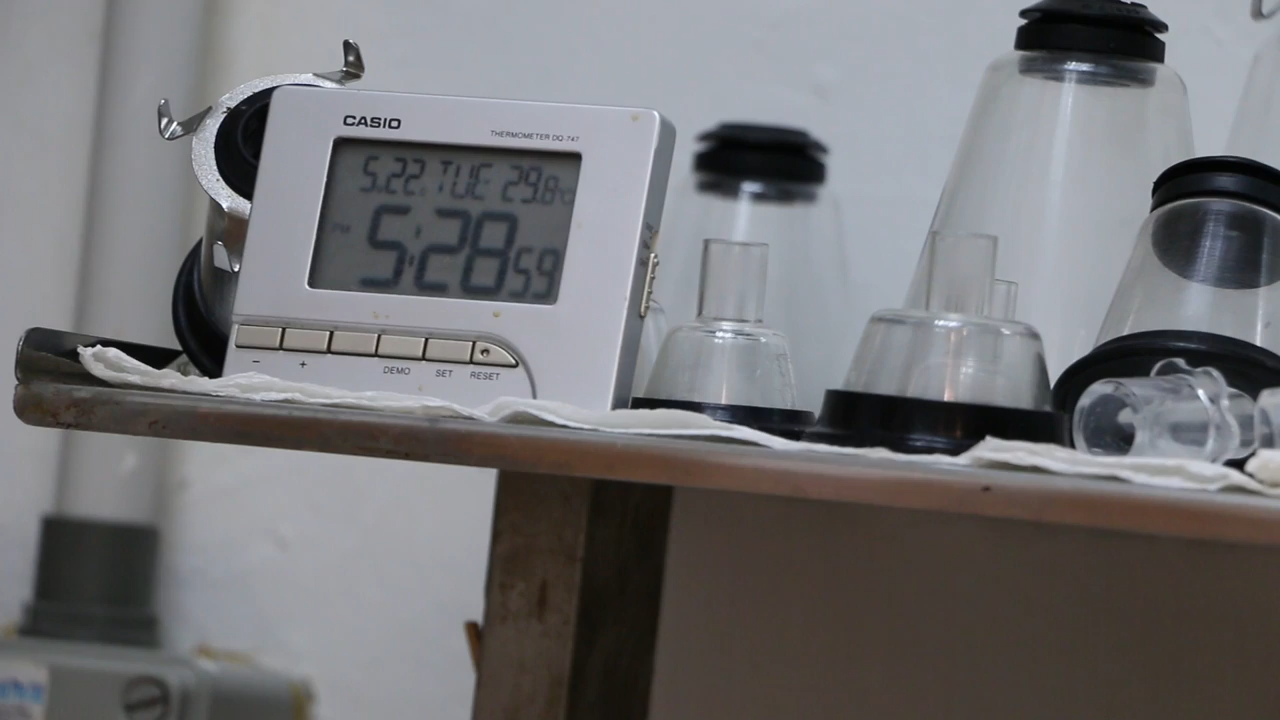 CASIO
THERMOMETER DQ-747
5.22. TUE 29.8°C
PM 5:28 59
− +
DEMO SET RESET